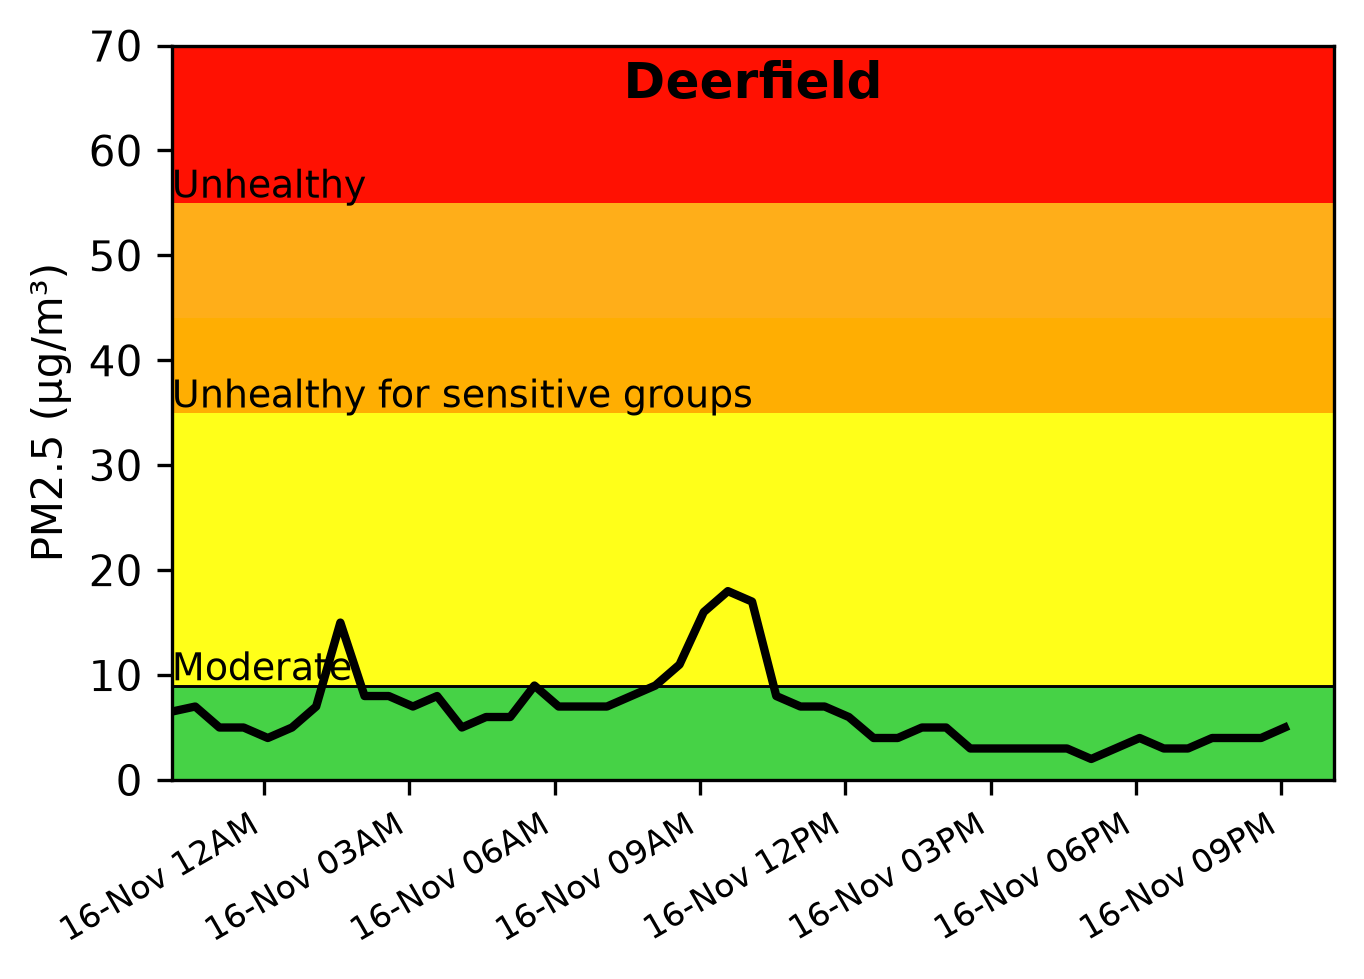 Deerfield
PM2.5 (μg/m³)
70
60
50
40
30
20
10
0
Unhealthy
Unhealthy for sensitive groups
Moderate
16-Nov 12AM
16-Nov 03AM
16-Nov 06AM
16-Nov 09AM
16-Nov 12PM
16-Nov 03PM
16-Nov 06PM
16-Nov 09PM